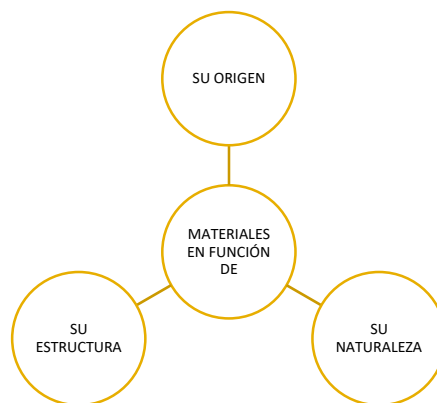 SU ORIGEN
MATERIALES
EN FUNCIÓN
DE
SU
ESTRUCTURA
SU
NATURALEZA